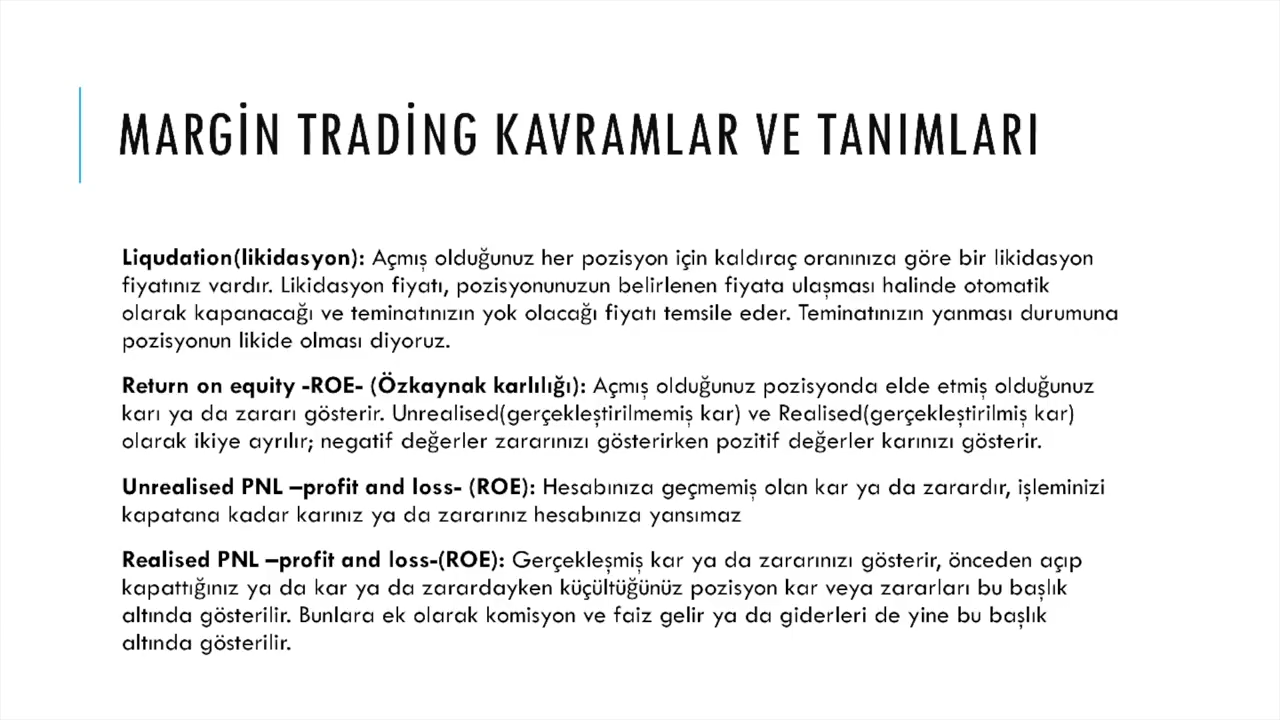 MARGİN TRADİNG KAVRAMLAR VE TANIMLARI
Liqudation(likidasyon): Açmış olduğunuz her pozisyon için kaldıraç oranınıza göre bir likidasyon
fiyatınız vardır. Likidasyon fiyatı, pozisyonunuzun belirlenen fiyata ulaşması halinde otomatik
olarak kapanacağı ve teminatınızın yok olacağı fiyatı temsile eder. Teminatınızın yanması durumuna
pozisyonun likide olması diyoruz.
Return on equity -ROE- (Özkaynak karlılığı): Açmış olduğunuz pozisyonda elde etmiş olduğunuz
karı ya da zararı gösterir. Unrealised(gerçekleştirilmemiş kar) ve Realised(gerçekleştirilmiş kar)
olarak ikiye ayrılır; negatif değerler zararınızı gösterirken pozitif değerler karınızı gösterir.
Unrealised PNL –profit and loss- (ROE): Hesabınıza geçmemiş olan kar ya da zarardır, işleminizi
kapatana kadar karınız ya da zararınız hesabınıza yansımaz
Realised PNL –profit and loss-(ROE): Gerçekleşmiş kar ya da zararınızı gösterir, önceden açıp
kapattığınız ya da kar ya da zarardayken küçültüğünüz pozisyon kar veya zararları bu başlık
altında gösterilir. Bunlara ek olarak komisyon ve faiz gelir ya da giderleri de yine bu başlık
altında gösterilir.